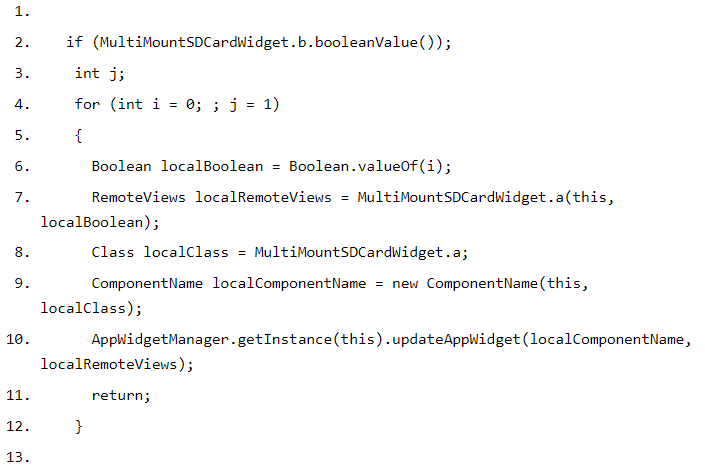 1.
2. if (MultiMountSDCardWidget.b.booleanValue());
3. int j;
4. for (int i = 0; ; j = 1)
5. {
6. Boolean localBoolean = Boolean.valueOf(i);
7. RemoteViews localRemoteViews = MultiMountSDCardWidget.a(this,
localBoolean);
8. Class localClass = MultiMountSDCardWidget.a;
9. ComponentName localComponentName = new ComponentName(this,
localClass);
10. AppWidgetManager.getInstance(this).updateAppWidget(localComponentName,
localRemoteViews);
11. return;
12. }
13.